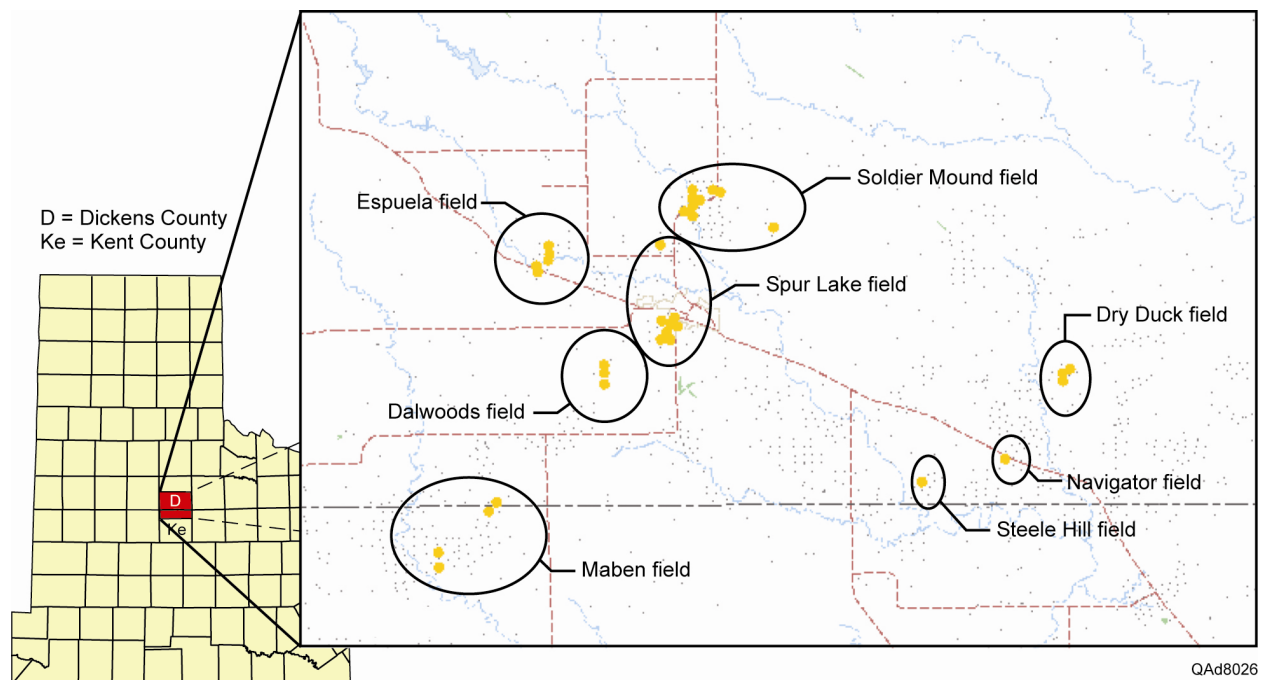 D = Dickens County
Ke = Kent County
D
Ke
Espuela field
Soldier Mound field
Spur Lake field
Dry Duck field
Dalwoods field
Navigator field
Steele Hill field
Maben field
QAd8026